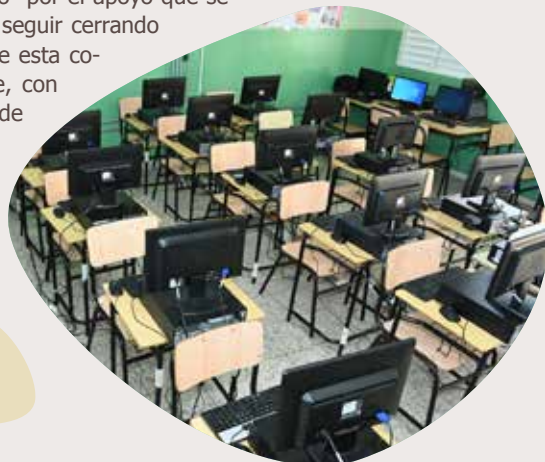 o" por el apoyo que se
seguir cerrando
e esta co-
e, con
de